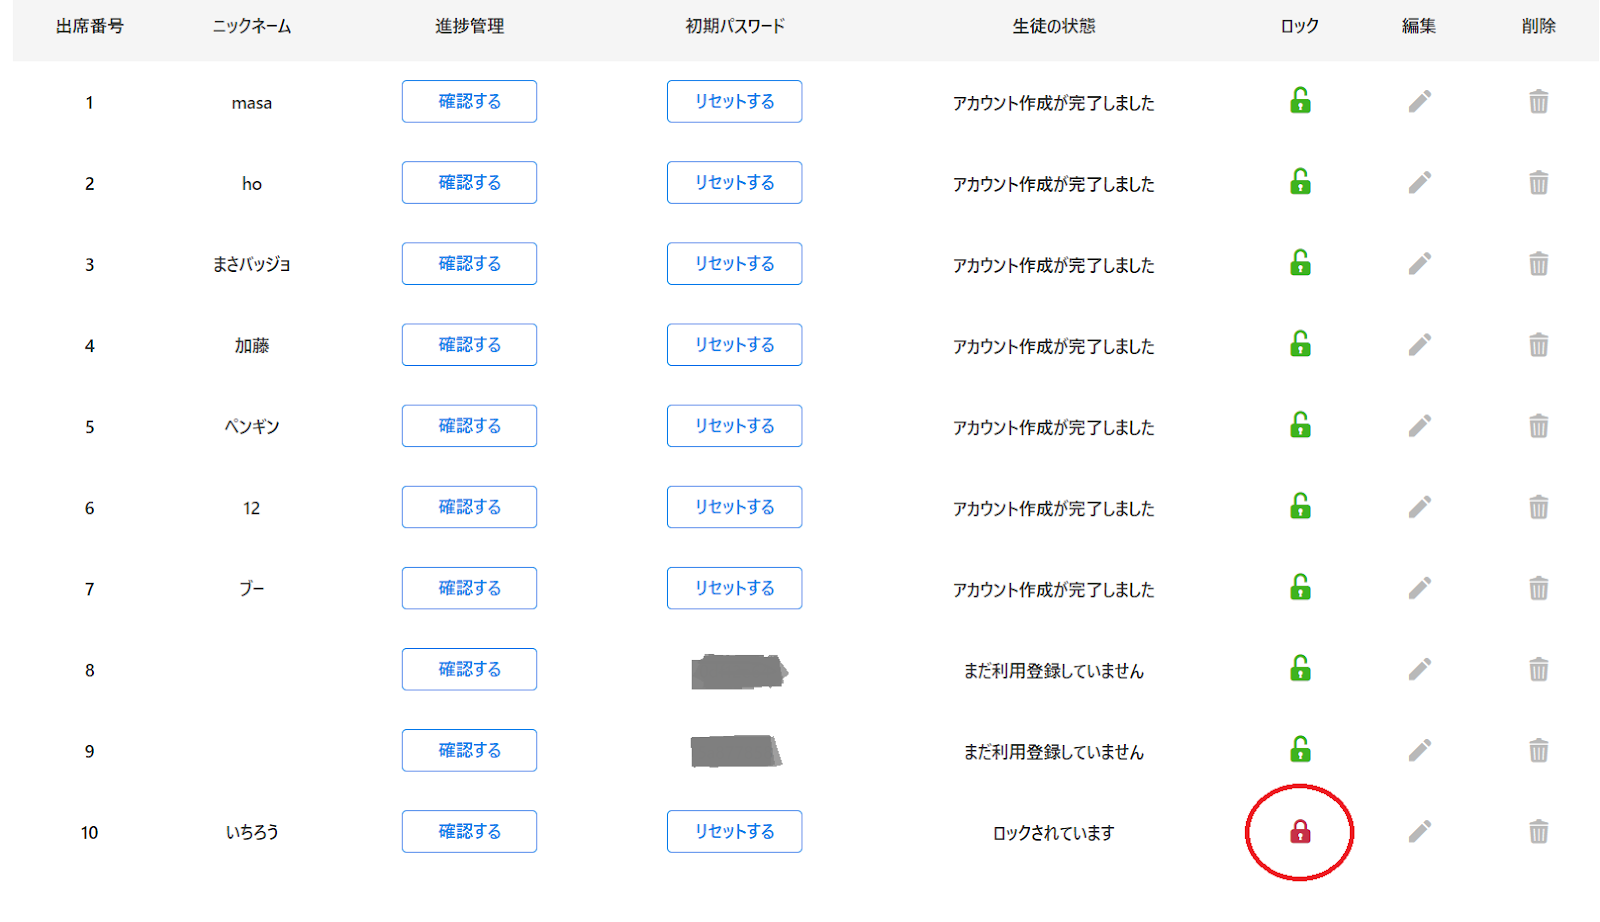 出席番号 ニックネーム 進捗管理 初期パスワード 生徒の状態 ロック 編集 削除
1 masa 確認する リセットする アカウント作成が完了しました
2 ho 確認する リセットする アカウント作成が完了しました
3 まさバッジョ 確認する リセットする アカウント作成が完了しました
4 加藤 確認する リセットする アカウント作成が完了しました
5 ペンギン 確認する リセットする アカウント作成が完了しました
6 12 確認する リセットする アカウント作成が完了しました
7 ブー 確認する リセットする アカウント作成が完了しました
8 確認する まだ利用登録していません
9 確認する まだ利用登録していません
10 いちろう 確認する リセットする ロックされています